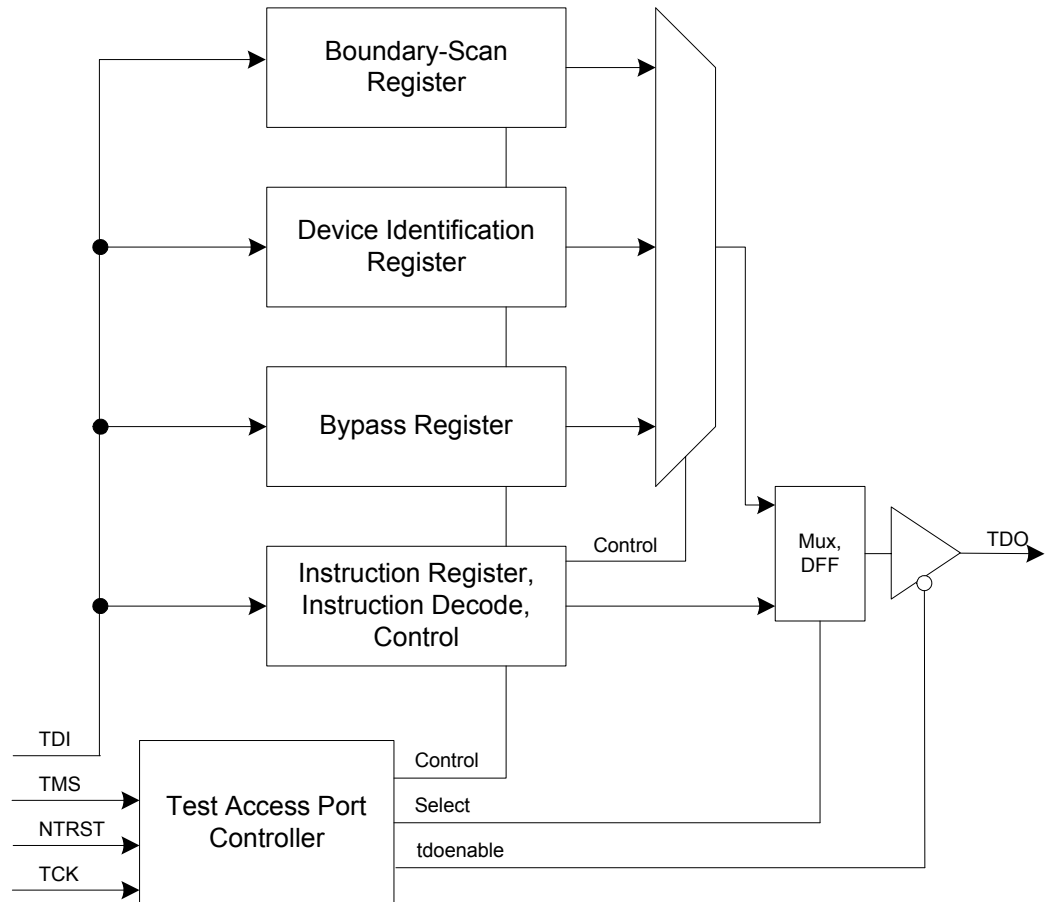 Boundary-Scan
Register
Device Identification
Register
Bypass Register
Control
Instruction Register,
Instruction Decode,
Control
Mux,
DFF
TDO
TDI
TMS
NTRST
TCK
Test Access Port
Controller
Control
Select
tdoenable